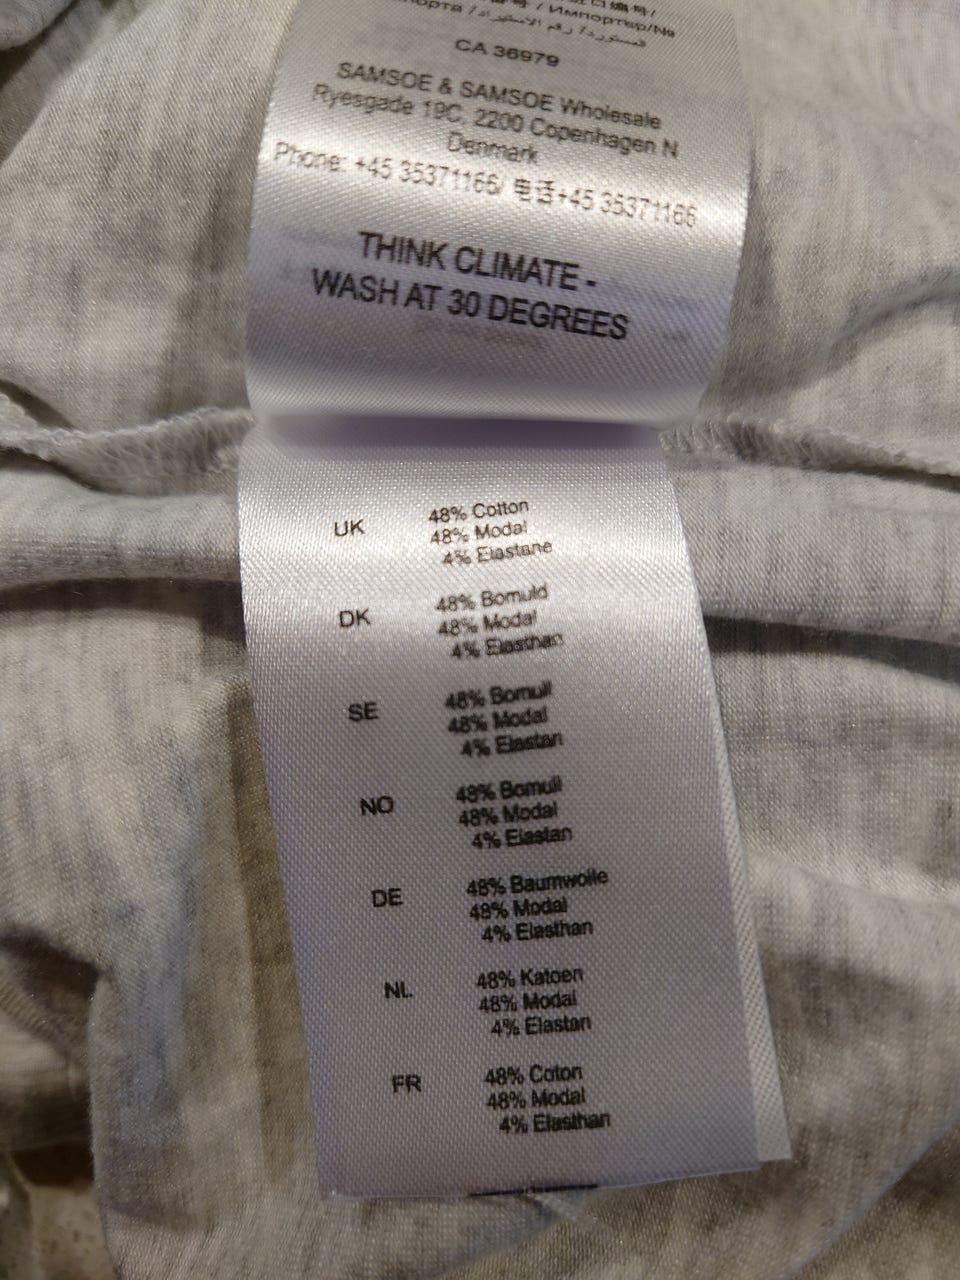 / Импортер/№
CA 36979
SAMSOE & SAMSOE Wholesale
Ryesgade 19C, 2200 Copenhagen N
Denmark
Phone: +45 35371166/ 电话+45 35371166
THINK CLIMATE -
WASH AT 30 DEGREES
UK 48% Cotton
48% Modal
4% Elastane
DK 48% Bomuld
48% Modal
4% Elasthan
SE 48% Bomull
48% Modal
4% Elastan
NO 48% Bomull
48% Modal
4% Elastan
DE 48% Baumwolle
48% Modal
4% Elasthan
NL 48% Katoen
48% Modal
4% Elastan
FR 48% Coton
48% Modal
4% Elasthan